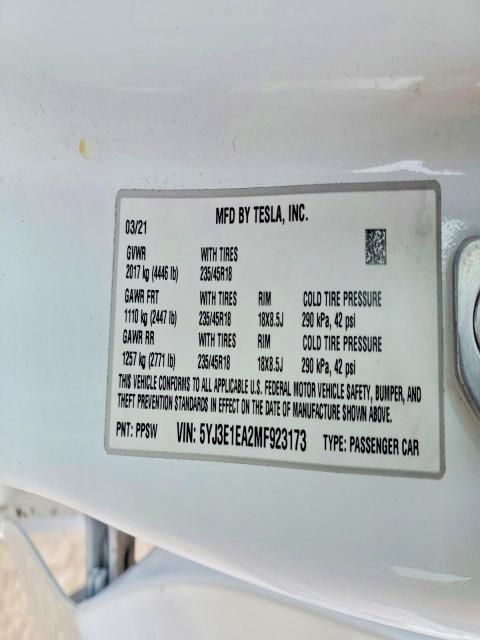 MFD BY TESLA, INC.
03/21
GVWR WITH TIRES
2017 kg (4446 lb) 235/45R18
GAWR FRT WITH TIRES RIM COLD TIRE PRESSURE
1110 kg (2447 lb) 235/45R18 18X8.5J 290 kPa, 42 psi
GAWR RR WITH TIRES RIM COLD TIRE PRESSURE
1257 kg (2771 lb) 235/45R18 18X8.5J 290 kPa, 42 psi
THIS VEHICLE CONFORMS TO ALL APPLICABLE U.S. FEDERAL MOTOR VEHICLE SAFETY, BUMPER, AND
THEFT PREVENTION STANDARDS IN EFFECT ON THE DATE OF MANUFACTURE SHOWN ABOVE.
PNT: PPSW VIN: 5YJ3E1EA2MF923173 TYPE: PASSENGER CAR